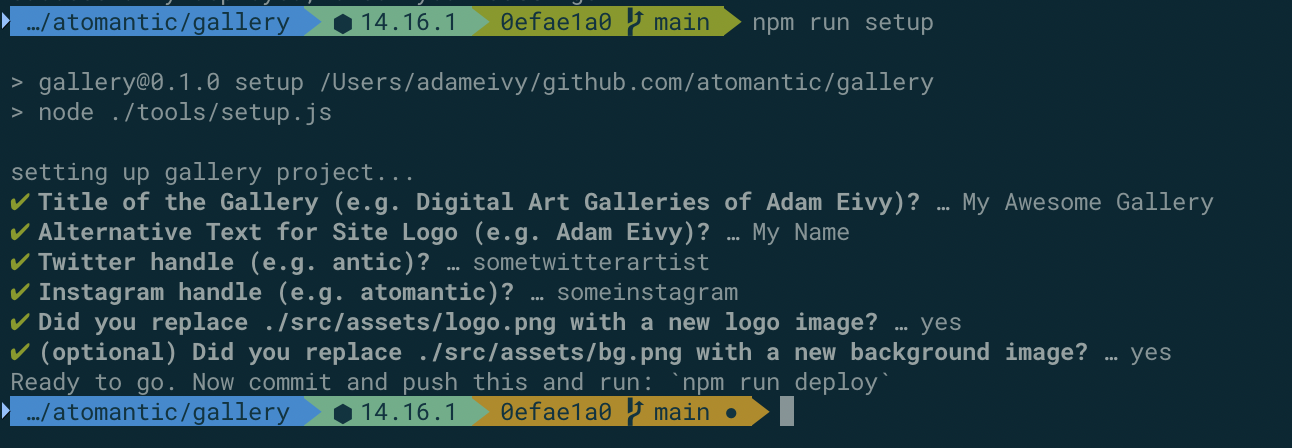 …/atomantic/gallery 14.16.1 0efae1a0 main npm run setup
> gallery@0.1.0 setup /Users/adameivy/github.com/atomantic/gallery
> node ./tools/setup.js
setting up gallery project...
✔ Title of the Gallery (e.g. Digital Art Galleries of Adam Eivy)? … My Awesome Gallery
✔ Alternative Text for Site Logo (e.g. Adam Eivy)? … My Name
✔ Twitter handle (e.g. antic)? … sometwitterartist
✔ Instagram handle (e.g. atomantic)? … someinstagram
✔ Did you replace ./src/assets/logo.png with a new logo image? … yes
✔ (optional) Did you replace ./src/assets/bg.png with a new background image? … yes
Ready to go. Now commit and push this and run: `npm run deploy`
…/atomantic/gallery 14.16.1 0efae1a0 main ●